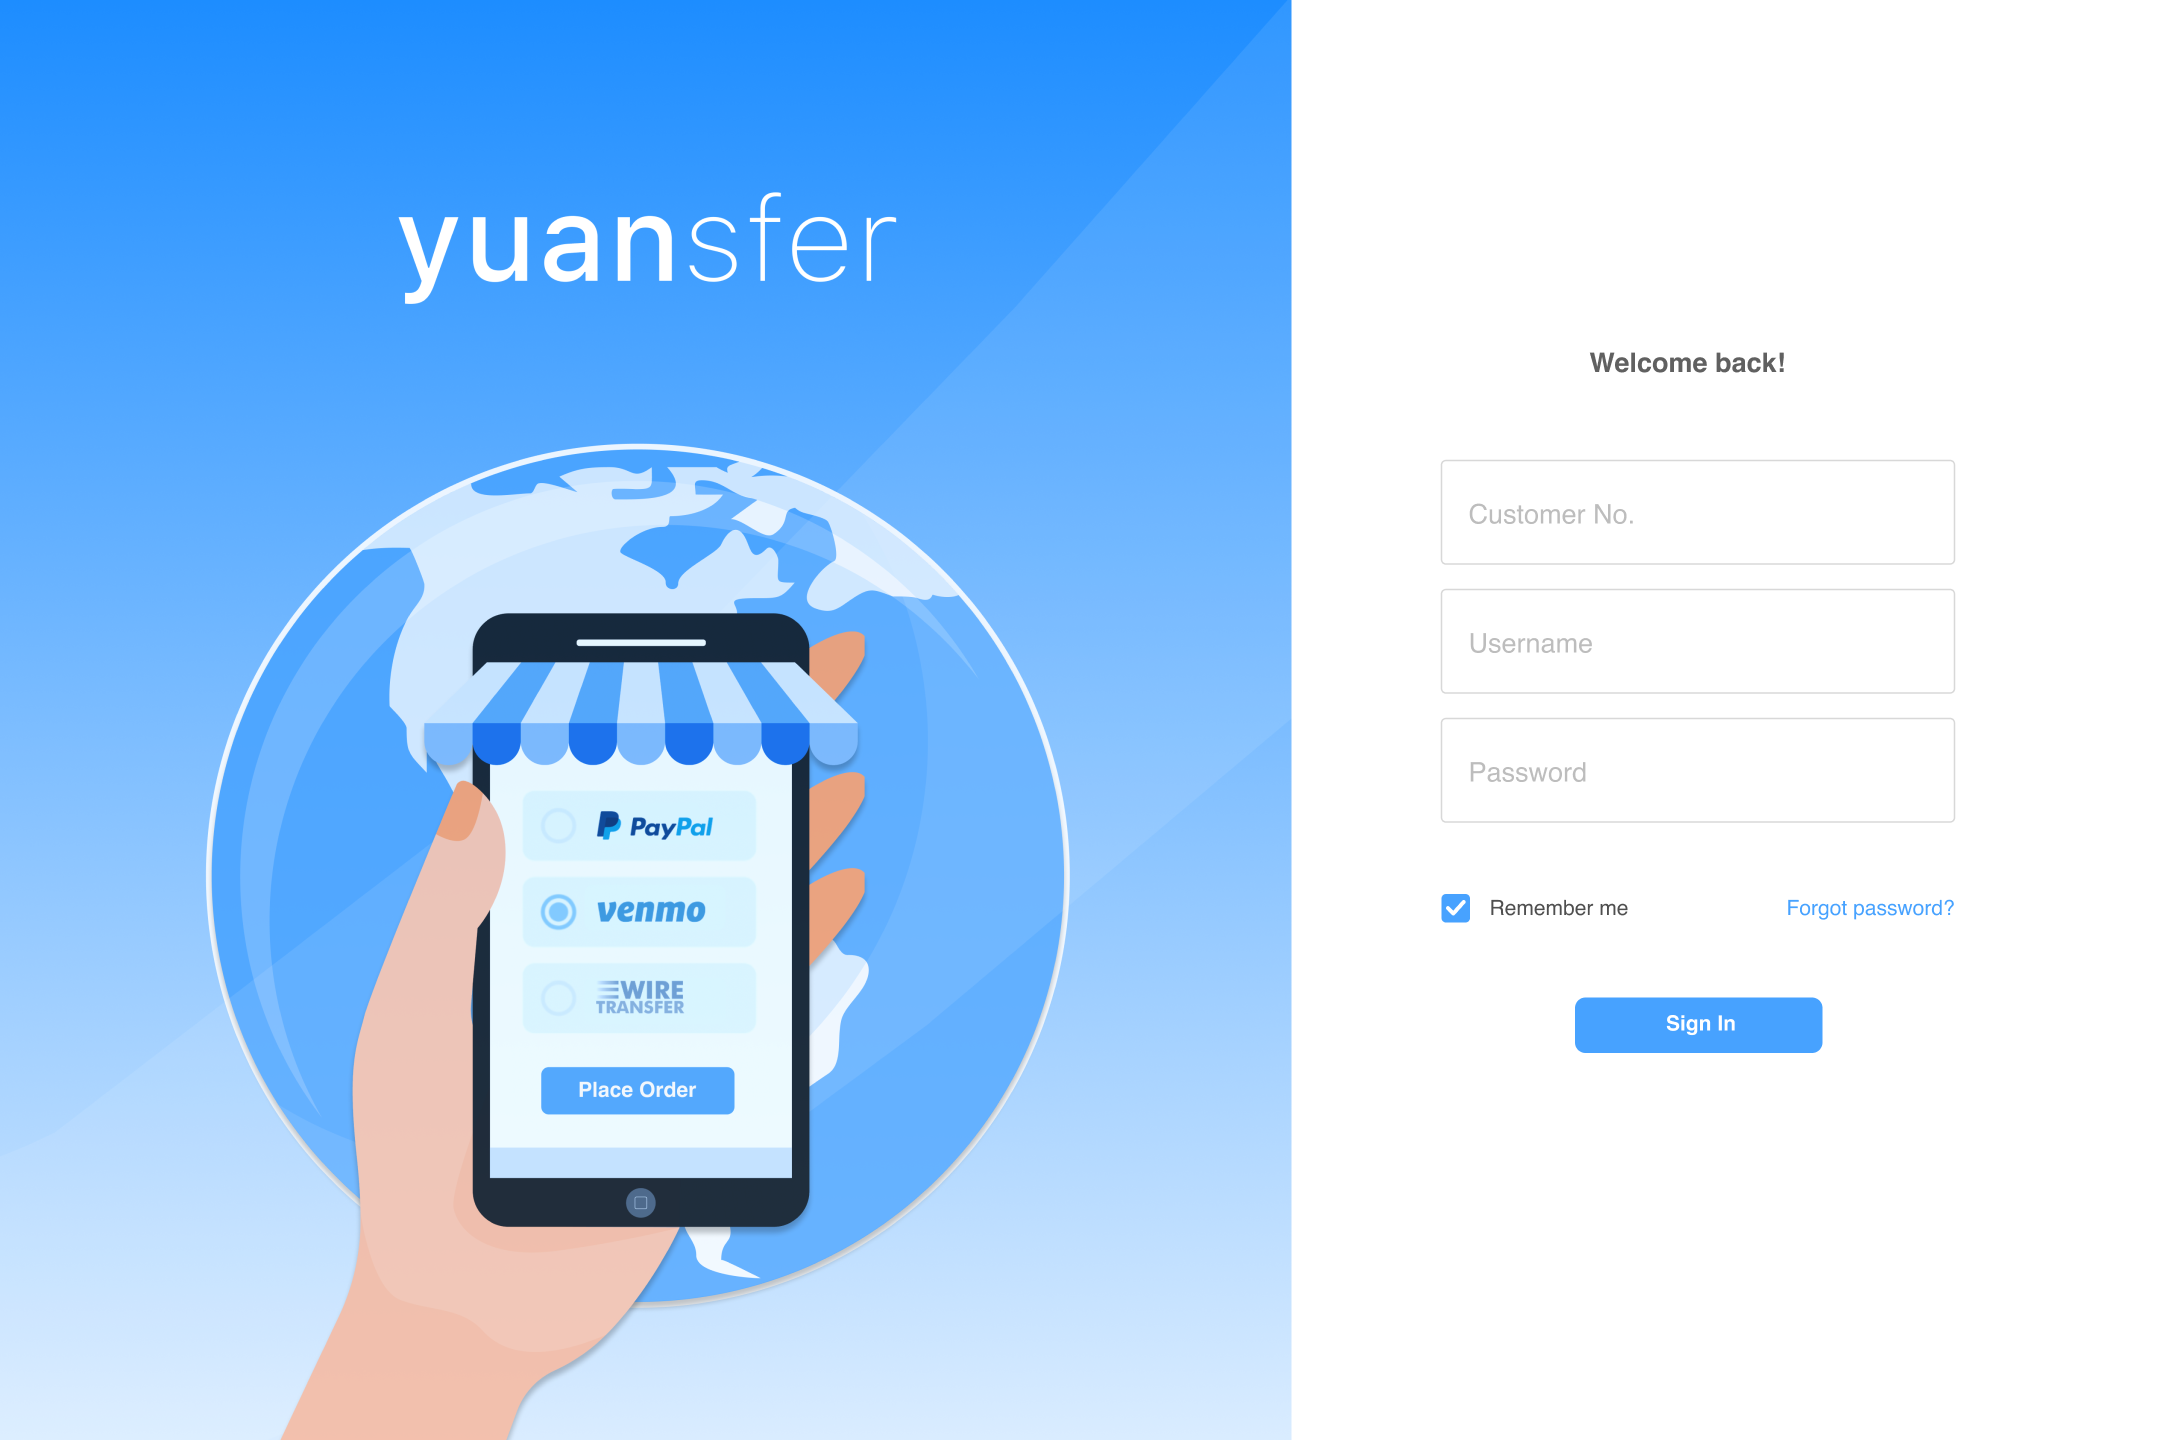 yuansfer
PayPal
venmo
WIRE
TRANSFER
Place Order
Welcome back!
Customer No.
Username
Password
Remember me
Forgot password?
Sign In